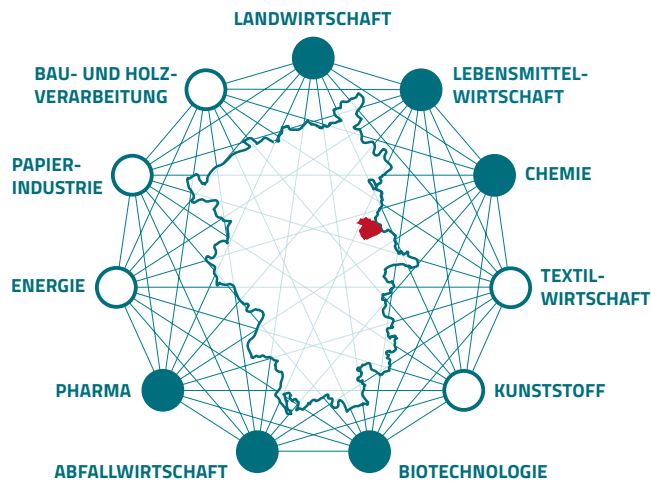 LANDWIRTSCHAFT
BAU- UND HOLZ-
VERARBEITUNG
LEBENSMITTEL-
WIRTSCHAFT
PAPIER-
INDUSTRIE
CHEMIE
ENERGIE
TEXTIL-
WIRTSCHAFT
PHARMA
KUNSTSTOFF
ABFALLWIRTSCHAFT
BIOTECHNOLOGIE